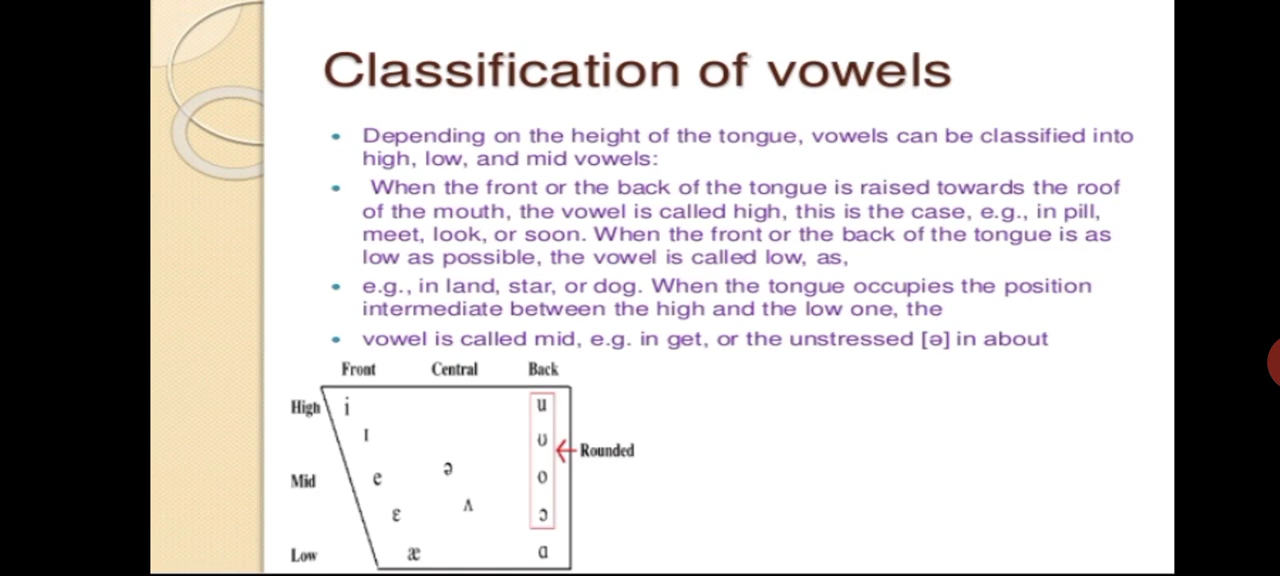 Classification of vowels
• Depending on the height of the tongue, vowels can be classified into
high, low, and mid vowels:
• When the front or the back of the tongue is raised towards the roof
of the mouth, the vowel is called high, this is the case, e.g., in pill,
meet, look, or soon. When the front or the back of the tongue is as
low as possible, the vowel is called low, as,
• e.g., in land, star, or dog. When the tongue occupies the position
intermediate between the high and the low one, the
• vowel is called mid, e.g. in get, or the unstressed [ə] in about
Front Central Back
High i u
ɪ ʊ
Rounded
ə
Mid e o
ʌ
ɛ ɔ
Low æ ɑ